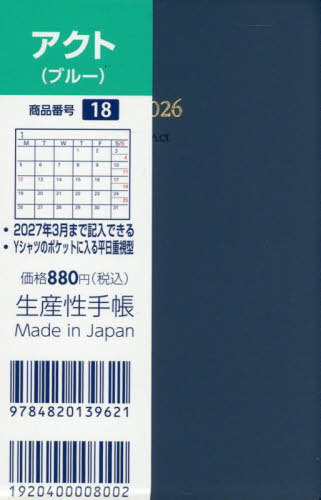 アクト
(ブルー)
商品番号 18
026
Act
1
M T W T F S S/S
1 2 3 4
5 6 7 8 9 10 11
12 13 14 15 16 17 18
19 20 21 22 23 24 25
26 27 28 29 30 31
・2027年3月まで記入できる
・Yシャツのポケットに入る平日重視型
価格880円(税込)
生産性手帳
Made in Japan
9784820139621
1920400008002